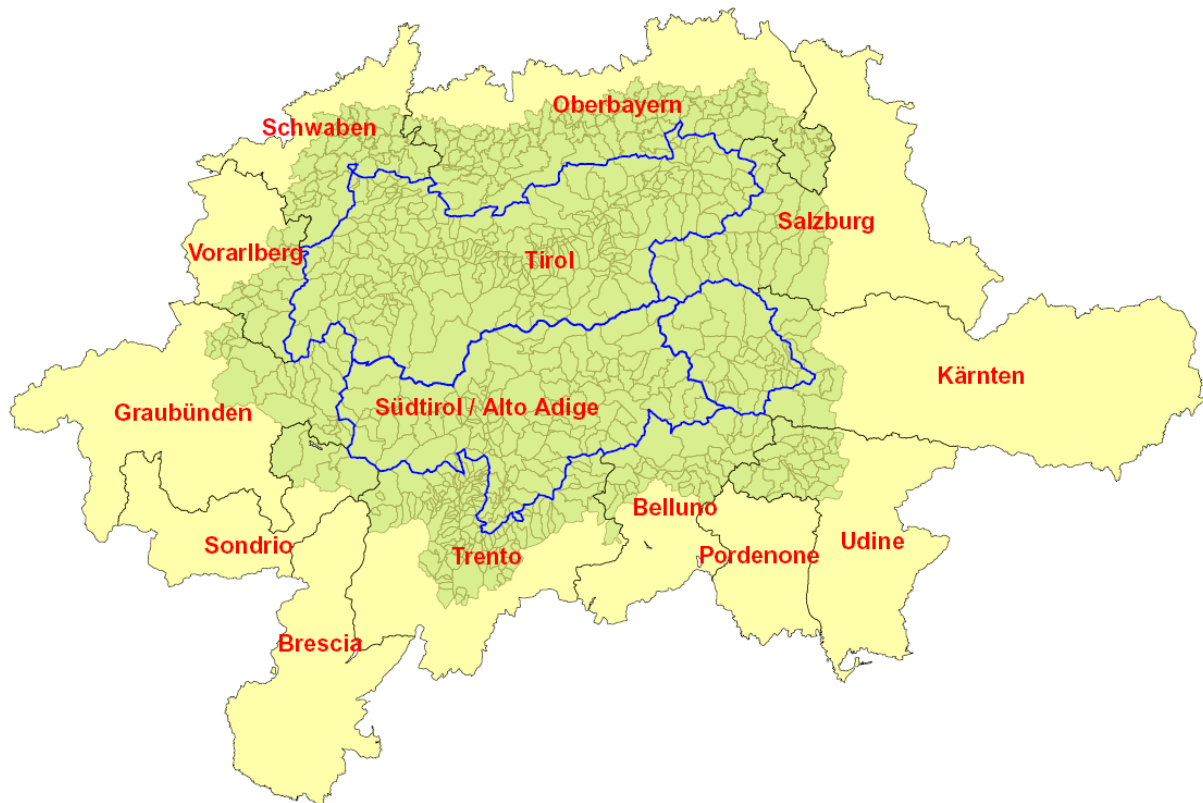 Oberbayern
Schwaben
Salzburg
Vorarlberg
Tirol
Kärnten
Graubünden
Südtirol / Alto Adige
Belluno
Sondrio
Udine
Trento
Pordenone
Brescia